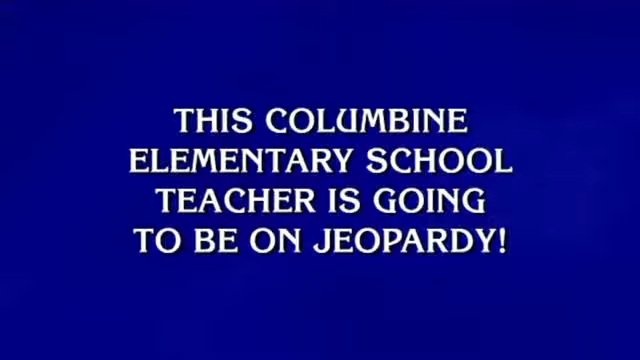 THIS COLUMBINE
ELEMENTARY SCHOOL
TEACHER IS GOING
TO BE ON JEOPARDY!